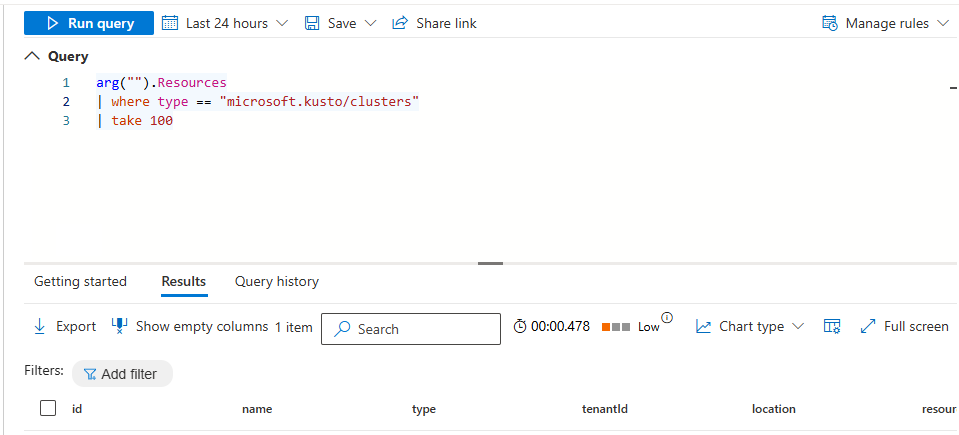 Run query Last 24 hours Save Share link Manage rules
Query
1 arg("").Resources
2 | where type == "microsoft.kusto/clusters"
3 | take 100
Getting started Results Query history
Export Show empty columns 1 item Search 00:00.478 Low Chart type Full screen
Filters: Add filter
id name type tenantId location resour